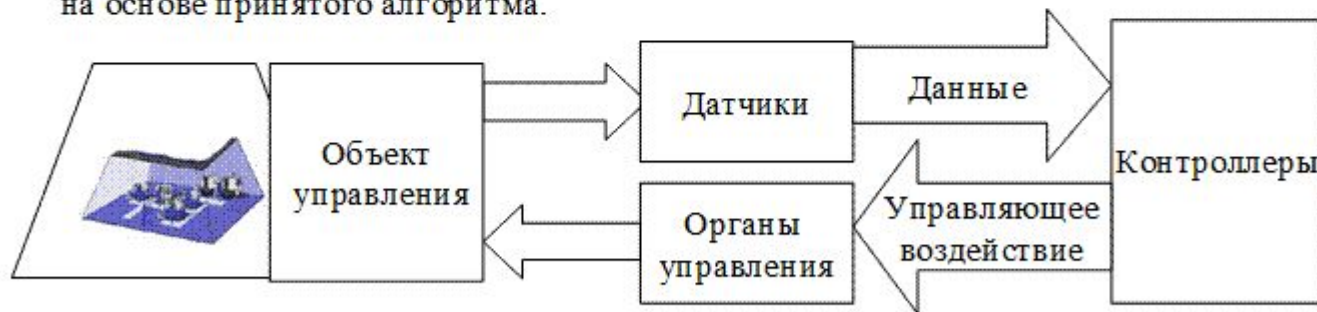 на основе принятого алгоритма.
Объект
управления
Датчики
Данные
Контроллеры
Органы
управления
Управляющее
воздействие